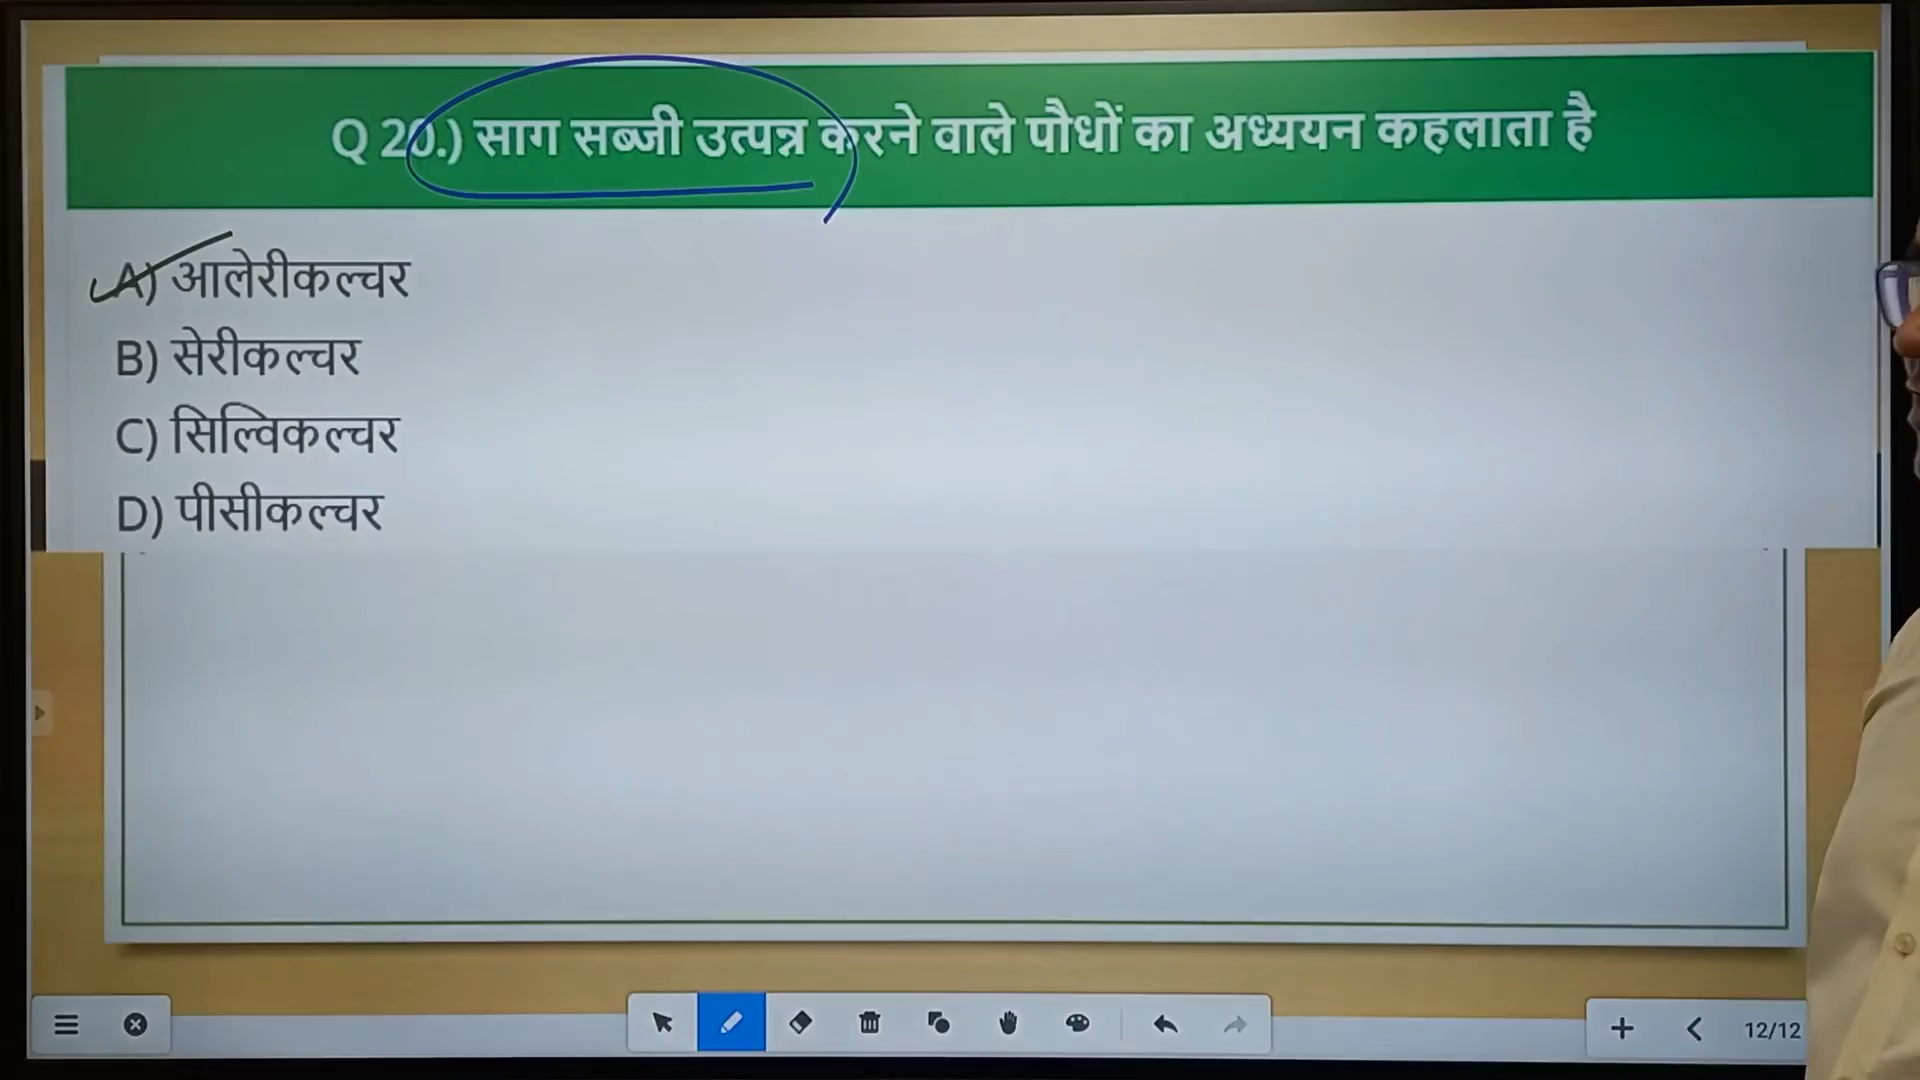 Q 20.) साग सब्जी उत्पन्न करने वाले पौधों का अध्ययन कहलाता है
A) आलेरीकल्चर
B) सेरीकल्चर
C) सिल्विकल्चर
D) पीसीकल्चर
12/12